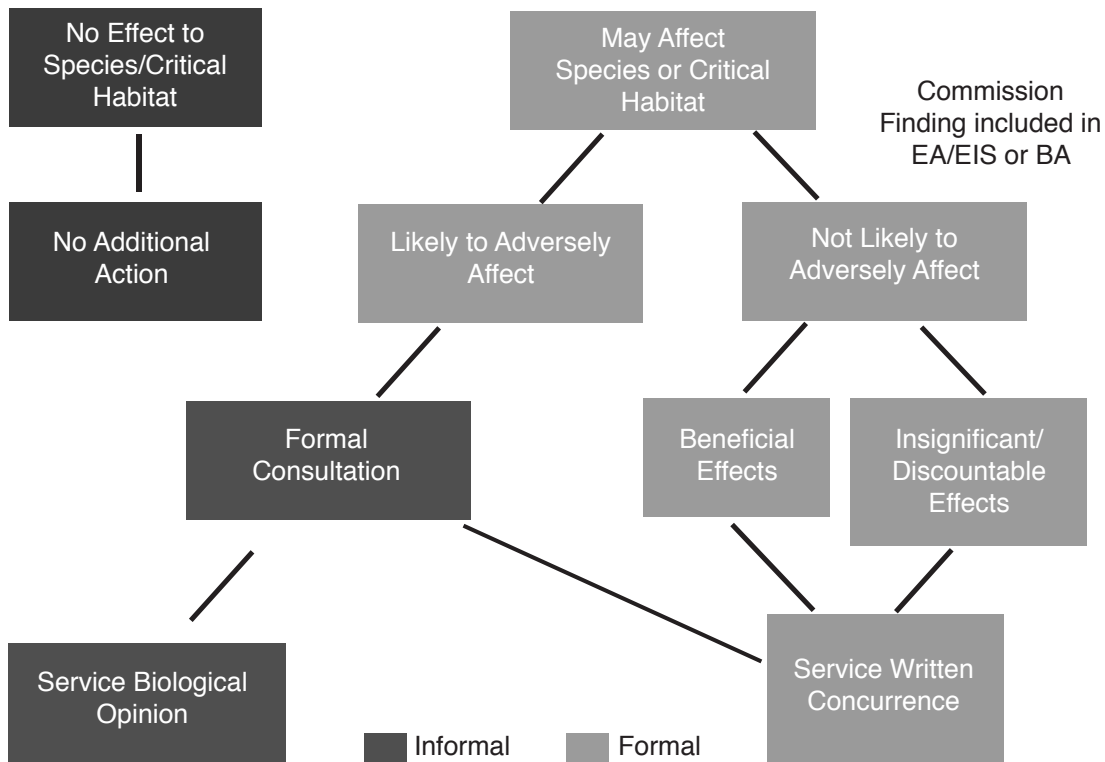 No Effect to
Species/Critical
Habitat
May Affect
Species or Critical
Habitat
Commission
Finding included in
EA/EIS or BA
No Additional
Action
Likely to Adversely
Affect
Not Likely to
Adversely Affect
Formal
Consultation
Beneficial
Effects
Insignificant/
Discountable
Effects
Service Biological
Opinion
Service Written
Concurrence
Informal
Formal